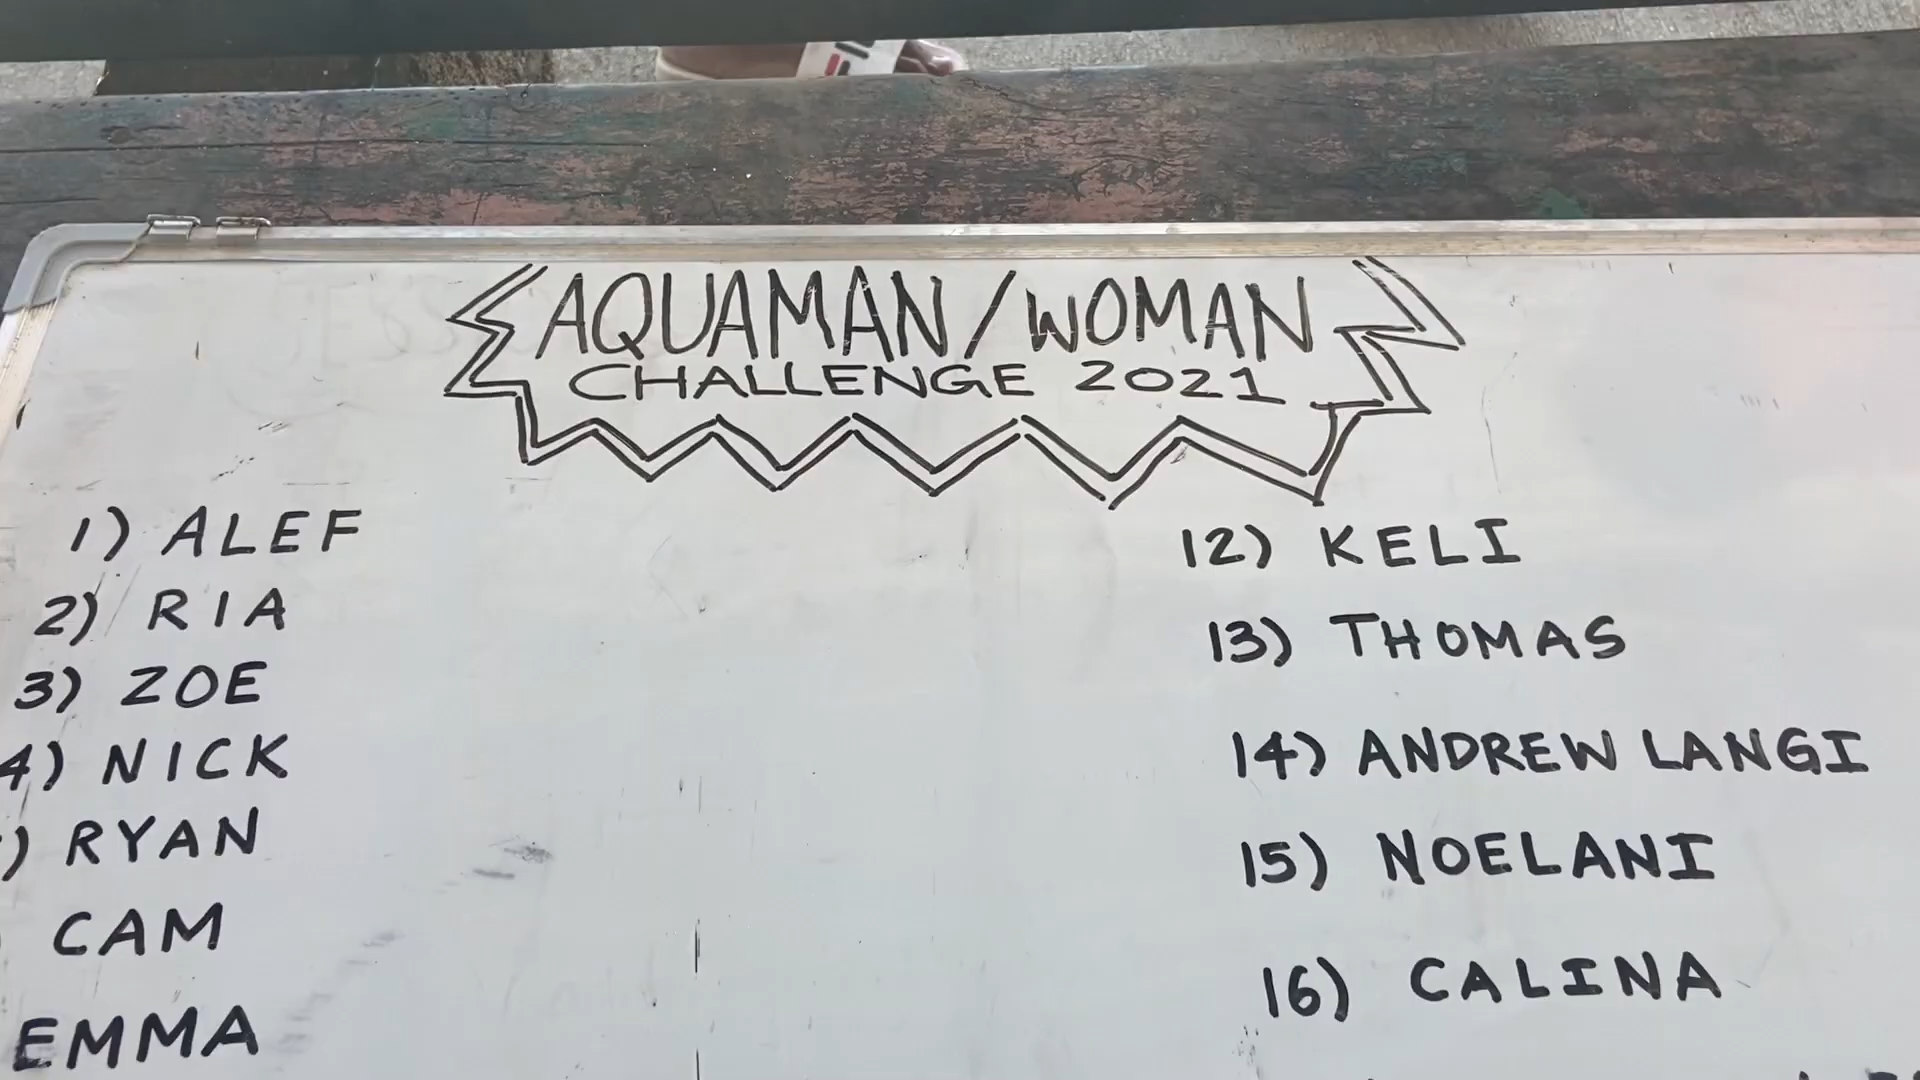 AQUAMAN/WOMAN
CHALLENGE 2021
1) ALEF
2) RIA
3) ZOE
4) NICK
) RYAN
CAM
EMMA
12) KELI
13) THOMAS
14) ANDREW LANGI
15) NOELANI
16) CALINA